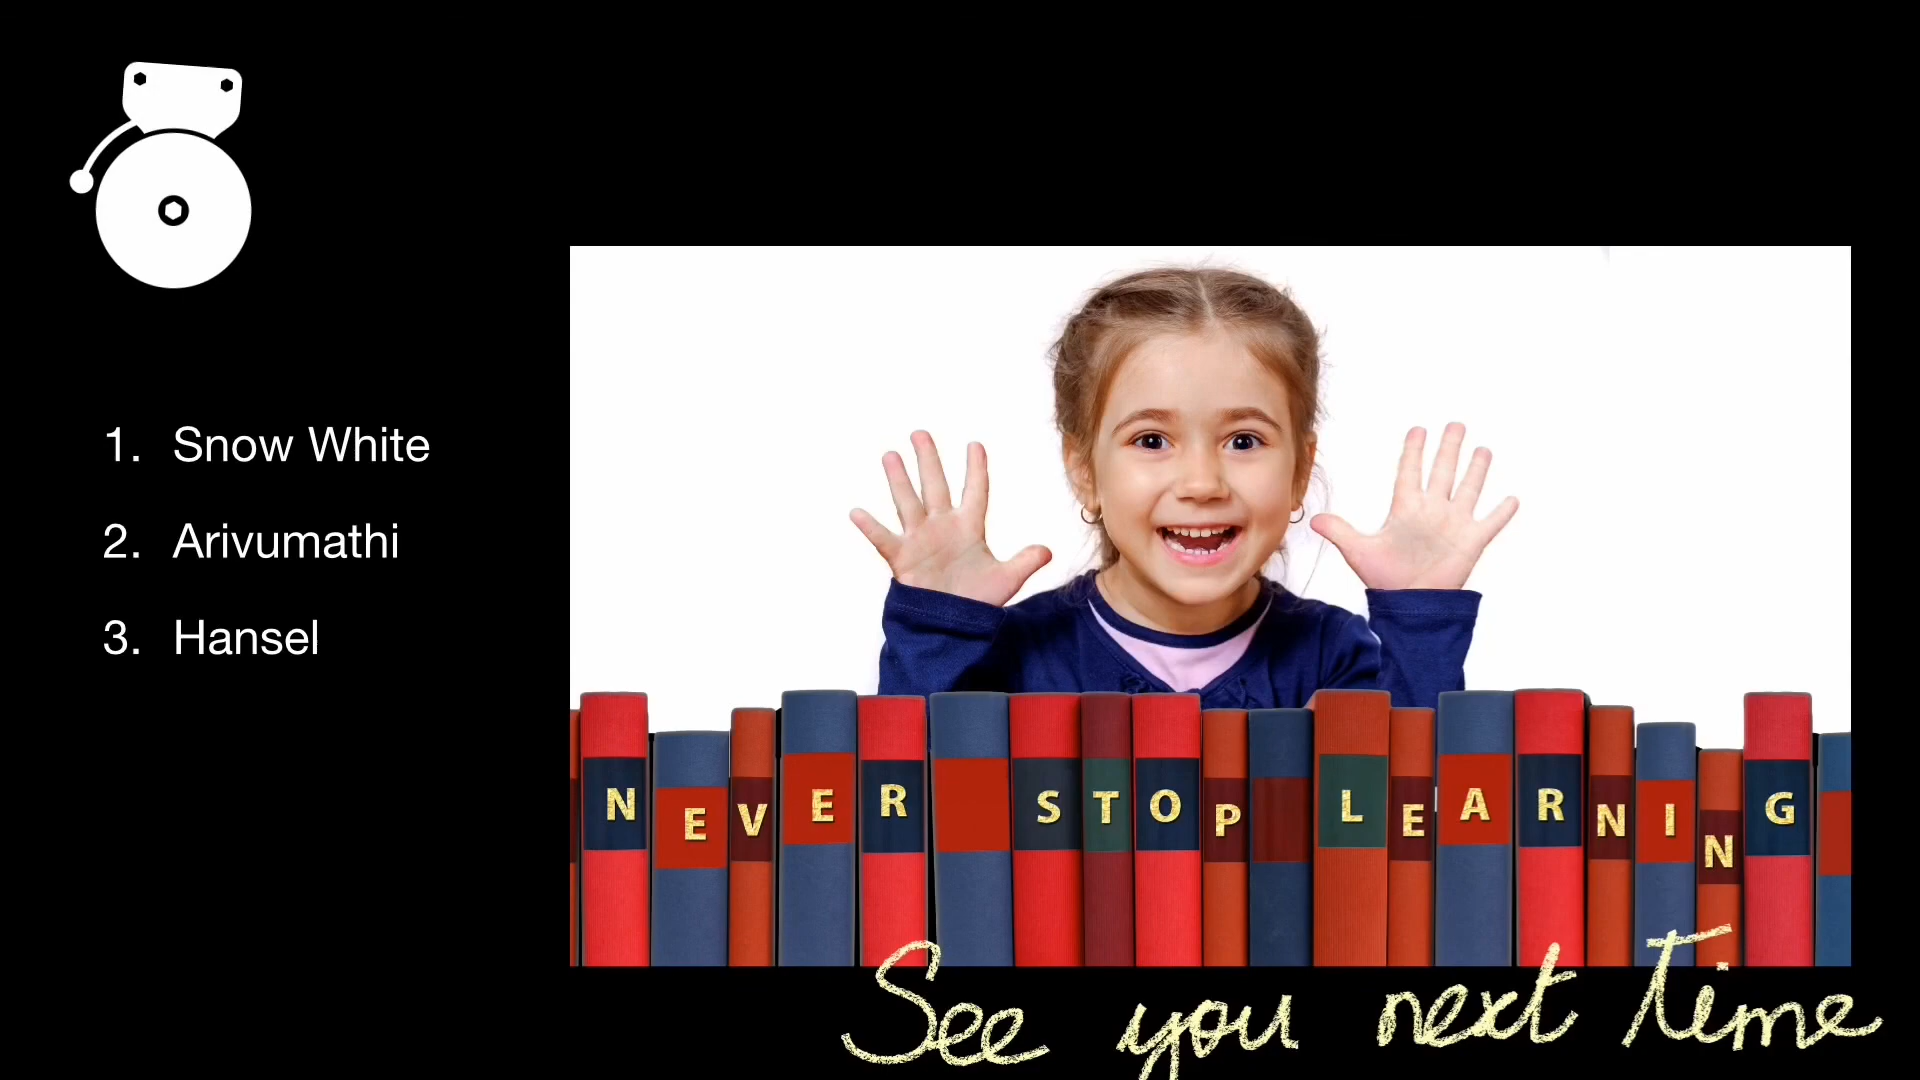 1. Snow White
2. Arivumathi
3. Hansel
NEVER STOP LEARNING
See you next time